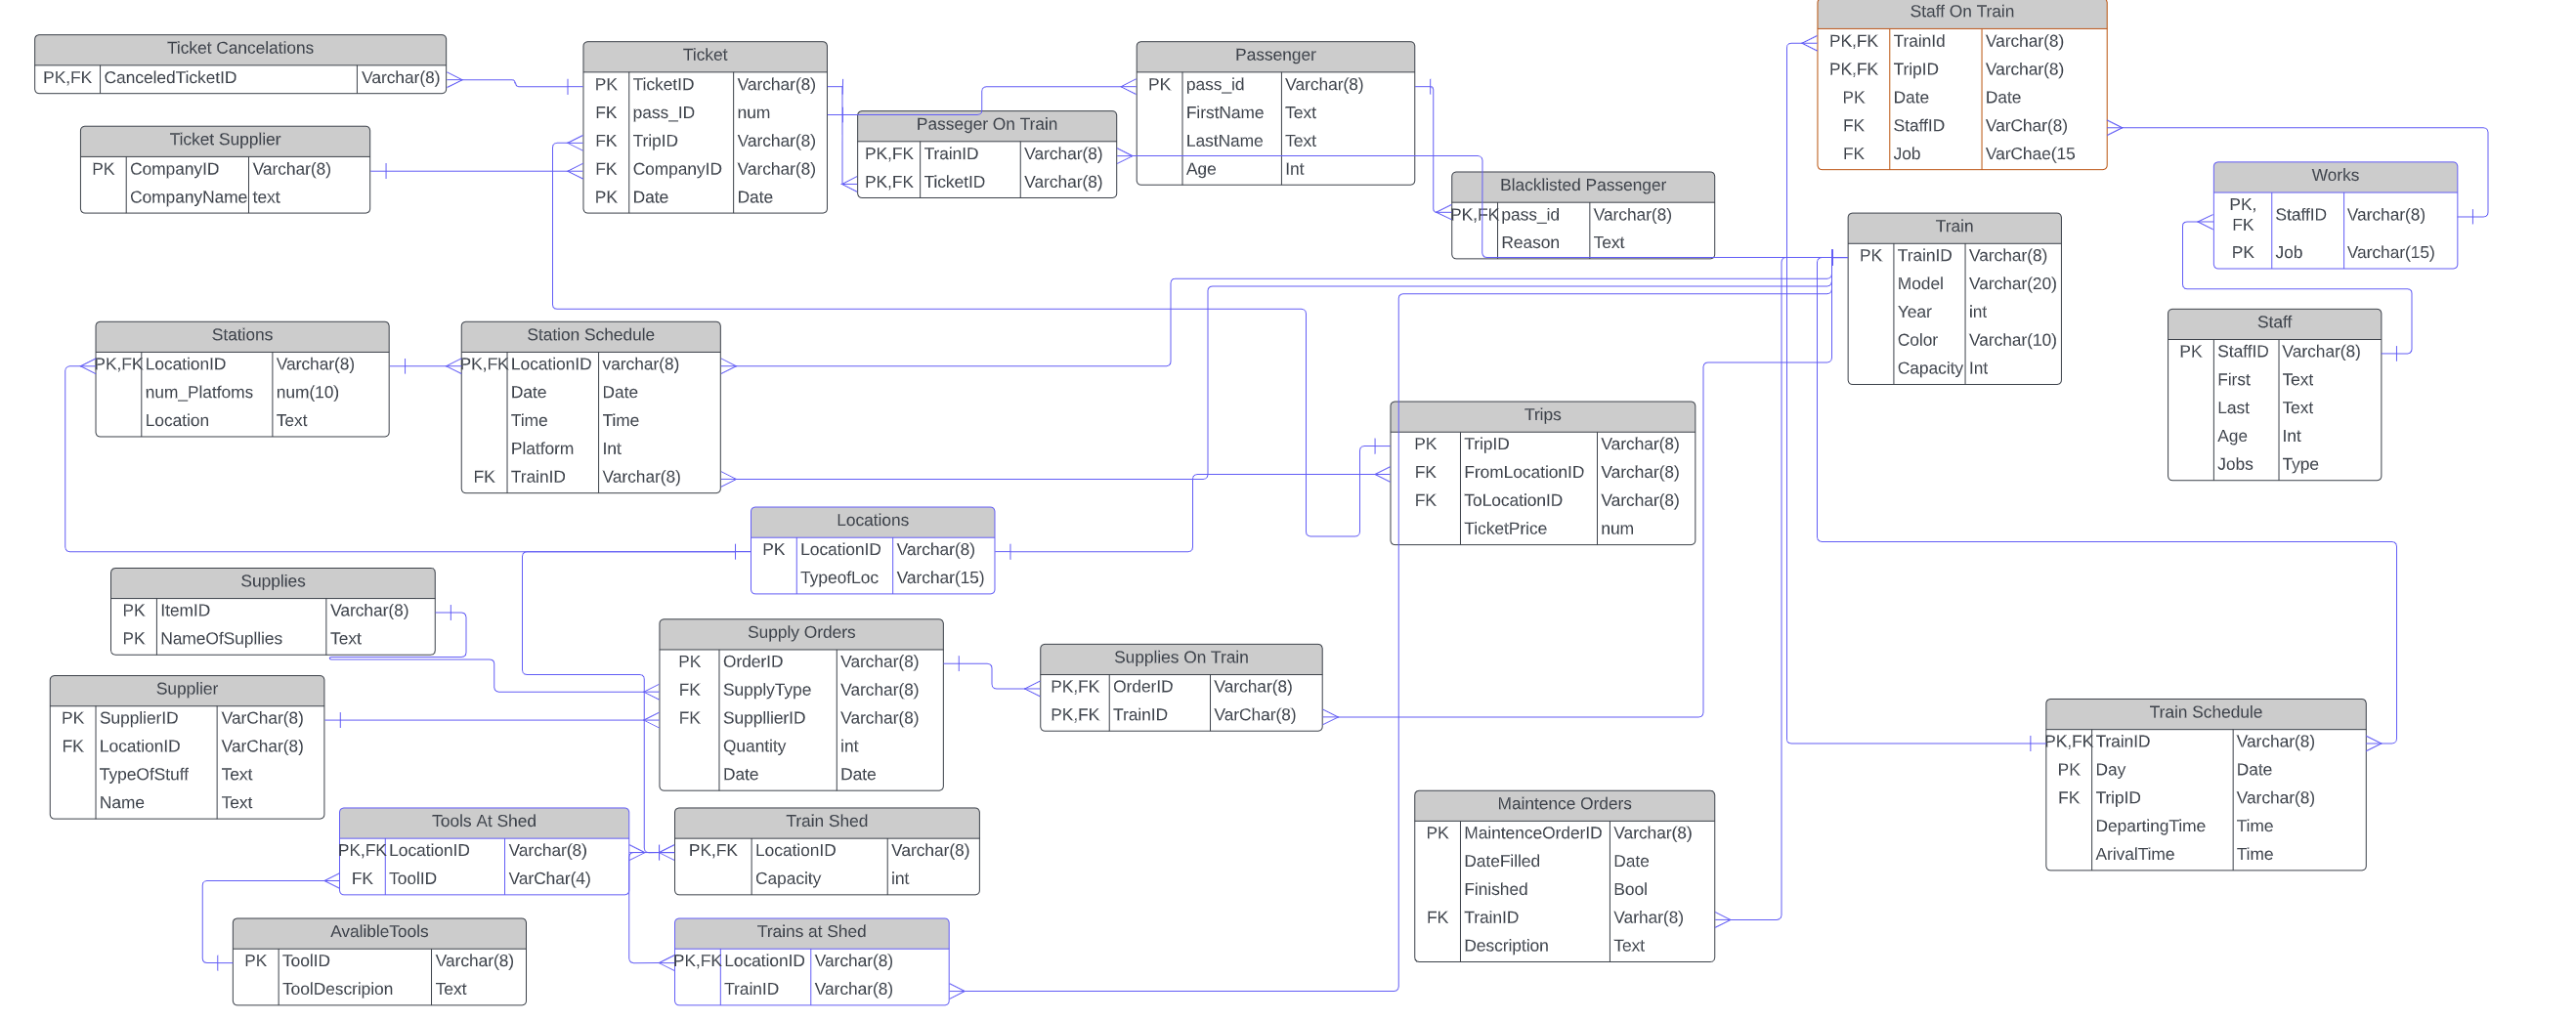 Ticket Cancelations
PK,FK CanceledTicketID Varchar(8)
Ticket Supplier
PK CompanyID Varchar(8)
CompanyName text
Ticket
PK TicketID Varchar(8)
FK pass_ID num
FK TripID Varchar(8)
FK CompanyID Varchar(8)
PK Date Date
Passeger On Train
PK,FK TrainID Varchar(8)
PK,FK TicketID Varchar(8)
Passenger
PK pass_id Varchar(8)
FirstName Text
LastName Text
Age Int
Blacklisted Passenger
PK,FK pass_id Varchar(8)
Reason Text
Staff On Train
PK,FK TrainId Varchar(8)
PK,FK TripID Varchar(8)
PK Date Date
FK StaffID VarChar(8)
FK Job VarChae(15
Works
PK, FK StaffID Varchar(8)
PK Job Varchar(15)
Train
PK TrainID Varchar(8)
Model Varchar(20)
Year int
Color Varchar(10)
Capacity Int
Staff
PK StaffID Varchar(8)
First Text
Last Text
Age Int
Jobs Type
Stations
PK,FK LocationID Varchar(8)
num_Platfoms num(10)
Location Text
Station Schedule
PK,FK LocationID varchar(8)
Date Date
Time Time
Platform Int
FK TrainID Varchar(8)
Trips
PK TripID Varchar(8)
FK FromLocationID Varchar(8)
FK ToLocationID Varchar(8)
TicketPrice num
Locations
PK LocationID Varchar(8)
TypeofLoc Varchar(15)
Supplies
PK ItemID Varchar(8)
PK NameOfSupllies Text
Supply Orders
PK OrderID Varchar(8)
FK SupplyType Varchar(8)
FK SuppllierID Varchar(8)
Quantity int
Date Date
Supplies On Train
PK,FK OrderID Varchar(8)
PK,FK TrainID VarChar(8)
Supplier
PK SupplierID VarChar(8)
FK LocationID VarChar(8)
TypeOfStuff Text
Name Text
Train Schedule
PK,FK TrainID Varchar(8)
PK Day Date
FK TripID Varchar(8)
DepartingTime Time
ArivalTime Time
Tools At Shed
PK,FK LocationID Varchar(8)
FK ToolID VarChar(4)
Train Shed
PK,FK LocationID Varchar(8)
Capacity int
Maintence Orders
PK MaintenceOrderID Varchar(8)
DateFilled Date
Finished Bool
FK TrainID Varhar(8)
Description Text
AvalibleTools
PK ToolID Varchar(8)
ToolDescripion Text
Trains at Shed
PK,FK LocationID Varchar(8)
TrainID Varchar(8)